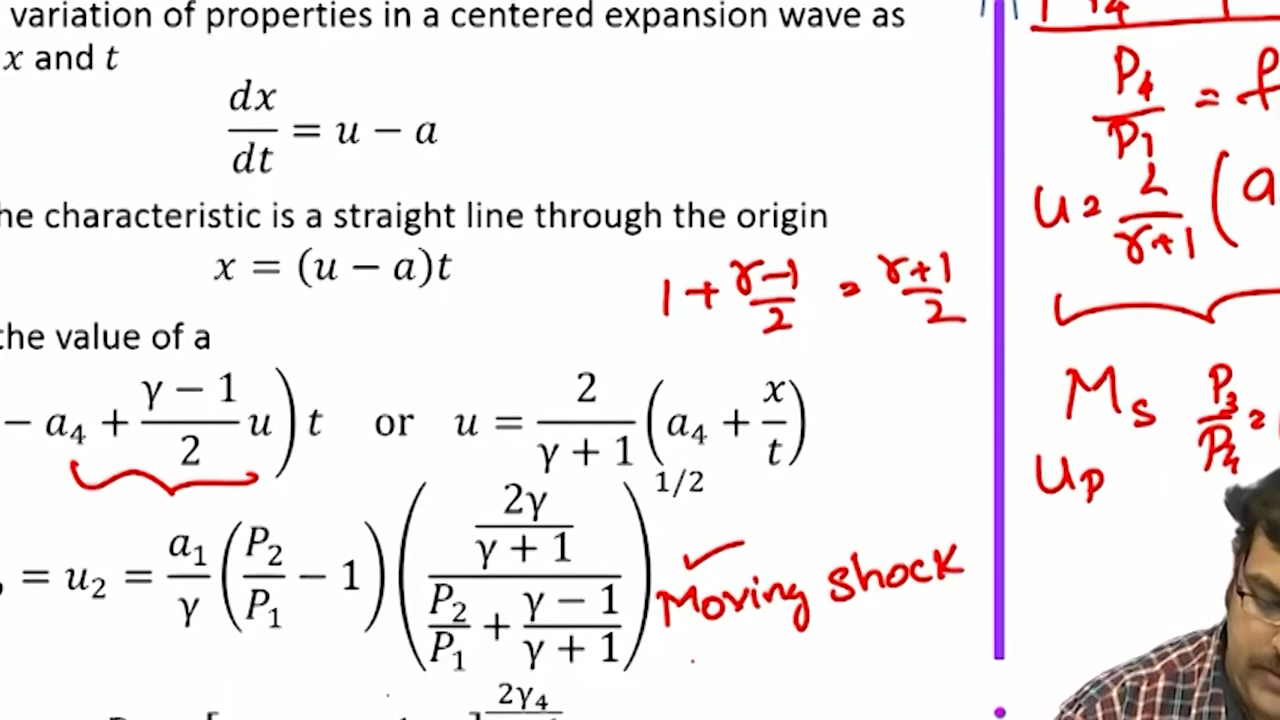 variation of properties in a centered expansion wave as
x and t
dx/dt = u − a
he characteristic is a straight line through the origin
x = (u − a)t
1 + γ−1/2 = γ+1/2
the value of a
− a₄ + γ − 1/2 u) t or u = 2/γ + 1 (a₄ + x/t)
= u₂ = a₁/γ (P₂/P₁ − 1) (2γ/γ + 1 / P₂/P₁ + γ − 1/γ + 1)^1/2
Moving shock
2γ₄
P₄/P₁ = f
u = 2/γ+1 (a
Mₛ P₃/P₄ =
uₚ